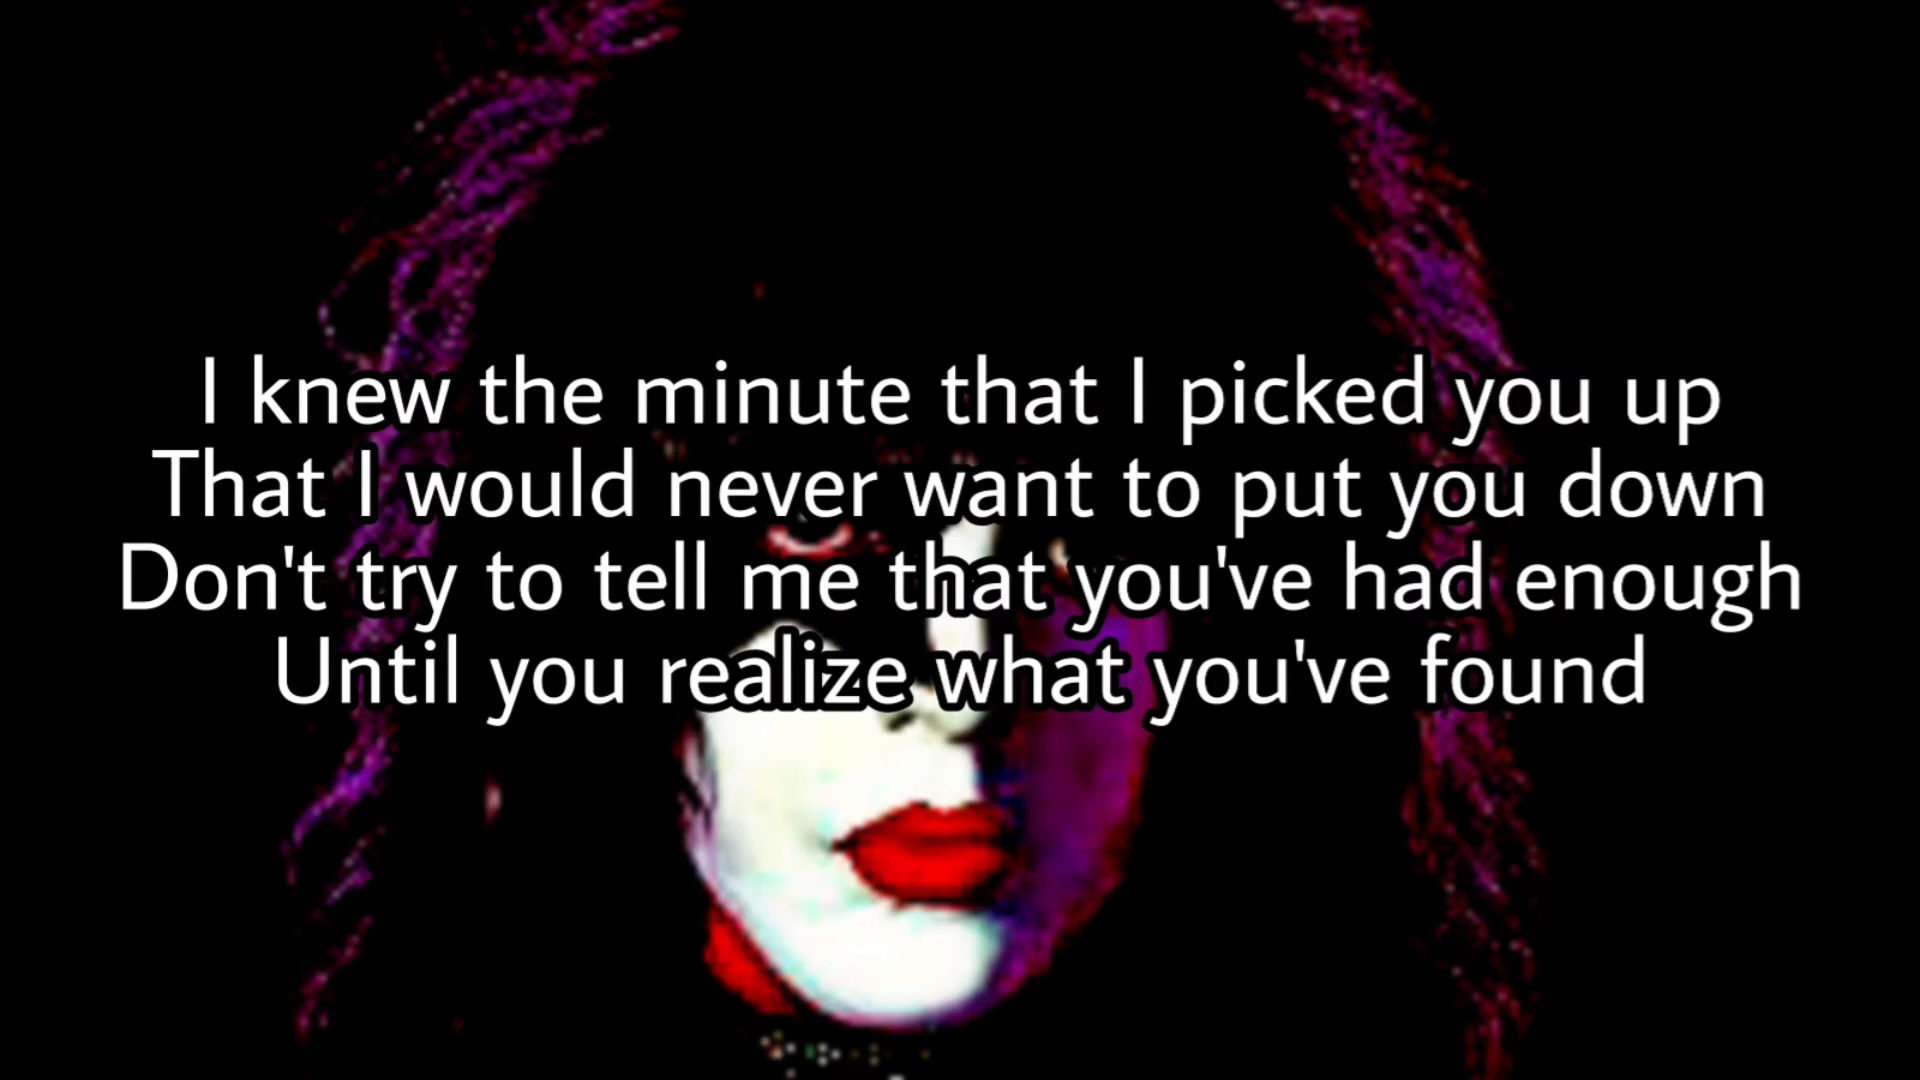 I knew the minute that I picked you up
That I would never want to put you down
Don't try to tell me that you've had enough
Until you realize what you've found